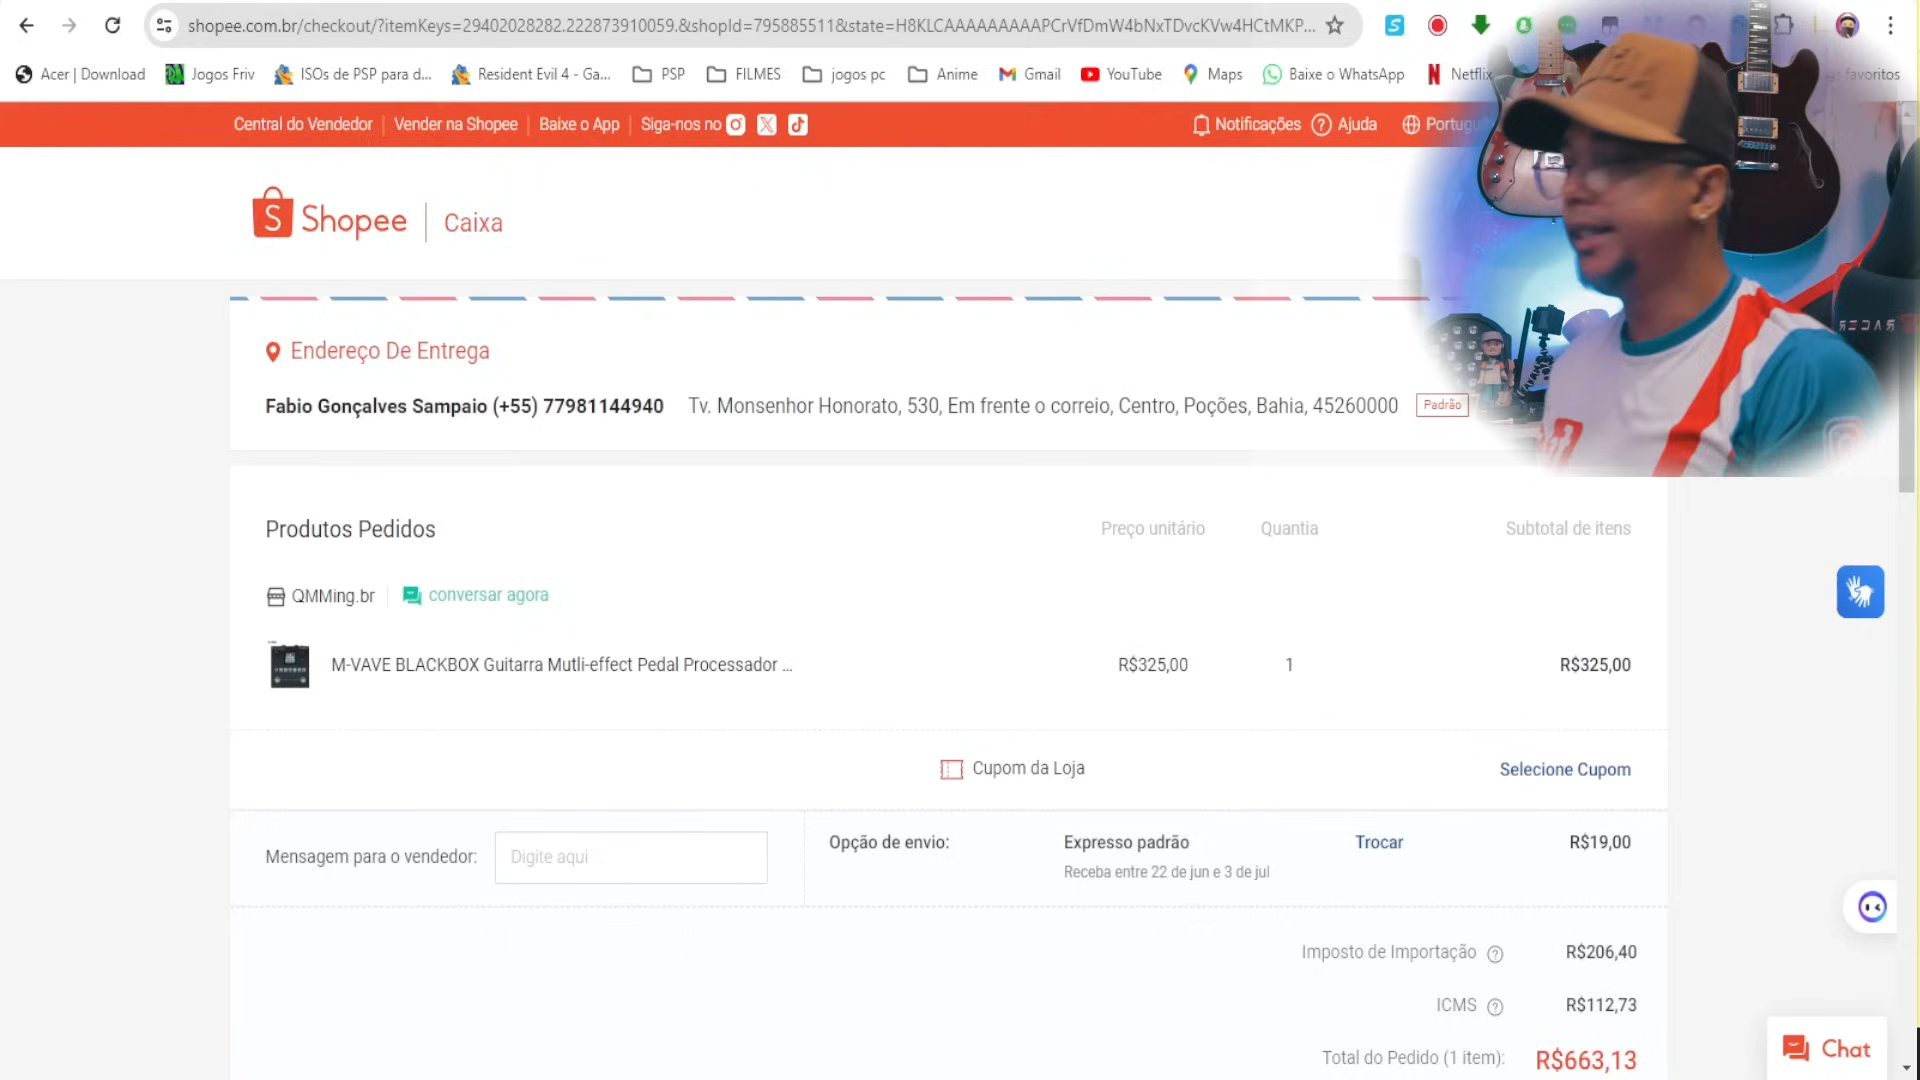 shopee.com.br/checkout/?itemKeys=29402028282.222873910059.&shopId=795885511&state=H8KLCAAAAAAAAAPCrVfDmW4bNxTDvcKVw4HCtMKP...
Acer | Download
Jogos Friv
ISOs de PSP para d...
Resident Evil 4 - Ga...
PSP
FILMES
jogos pc
Anime
Gmail
YouTube
Maps
Baixe o WhatsApp
Netflix
favoritos
Central do Vendedor | Vender na Shopee | Baixe o App | Siga-nos no
Notificações Ajuda
Shopee | Caixa
Endereço De Entrega
Fabio Gonçalves Sampaio (+55) 77981144940 Tv. Monsenhor Honorato, 530, Em frente o correio, Centro, Poções, Bahia, 45260000 Padrão
Produtos Pedidos Preço unitário Quantia Subtotal de itens
QMMing.br conversar agora
M-VAVE BLACKBOX Guitarra Mutli-effect Pedal Processador ... R$325,00 1 R$325,00
Cupom da Loja Selecione Cupom
Mensagem para o vendedor: Digite aqui Opção de envio: Expresso padrão Trocar R$19,00
Receba entre 22 de jun e 3 de jul
Imposto de Importação R$206,40
ICMS R$112,73
Total do Pedido (1 item): R$663,13
Chat